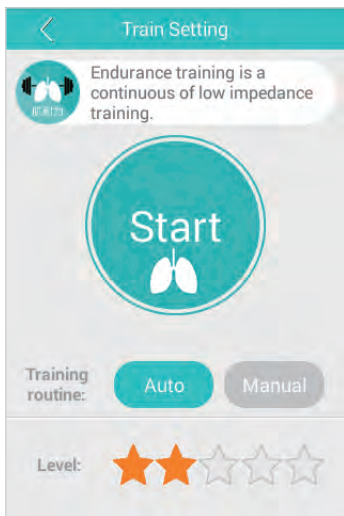 Train Setting
Endurance training is a
continuous of low impedance
training.
Start
Training
routine:
Auto
Manual
Level: